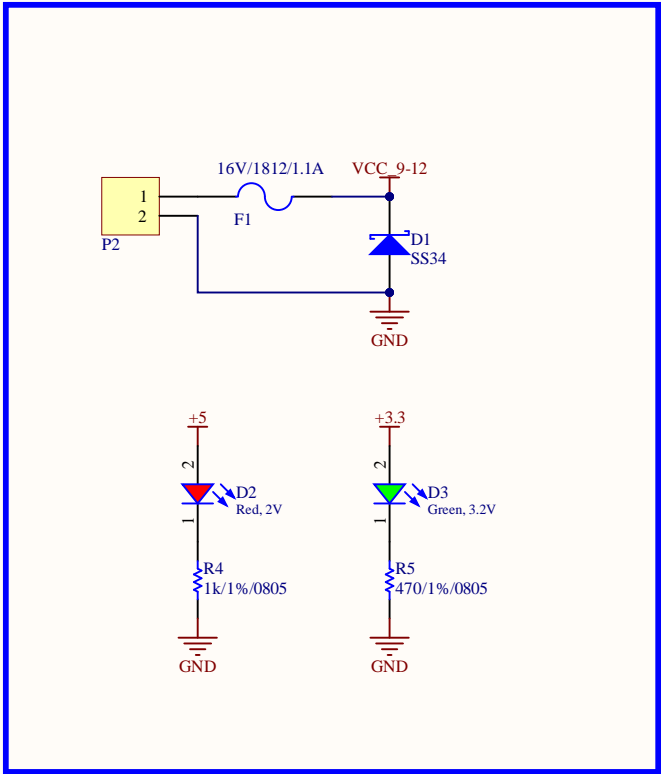 16V/1812/1.1A
VCC_9-12
1
2
F1
P2
D1
SS34
GND
+5
+3.3
2
2
D2
Red, 2V
D3
Green, 3.2V
1
1
R4
1k/1%/0805
R5
470/1%/0805
GND
GND